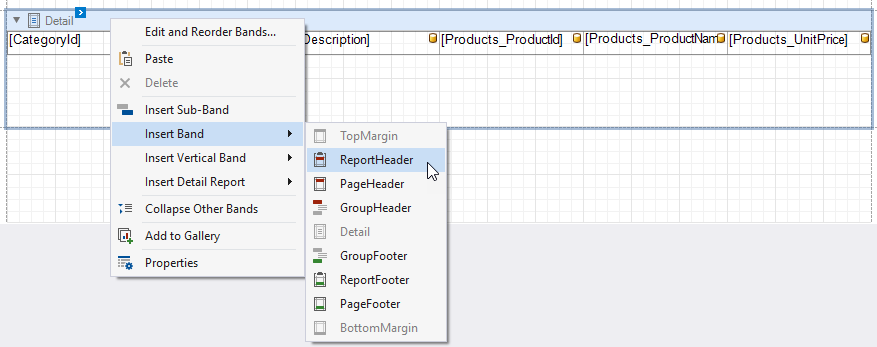 Detail
[CategoryId] Description] [Products_ProductId] [Products_ProductNam [Products_UnitPrice]
Edit and Reorder Bands...
Paste
Delete
Insert Sub-Band
Insert Band
Insert Vertical Band
Insert Detail Report
Collapse Other Bands
Add to Gallery
Properties
TopMargin
ReportHeader
PageHeader
GroupHeader
Detail
GroupFooter
ReportFooter
PageFooter
BottomMargin